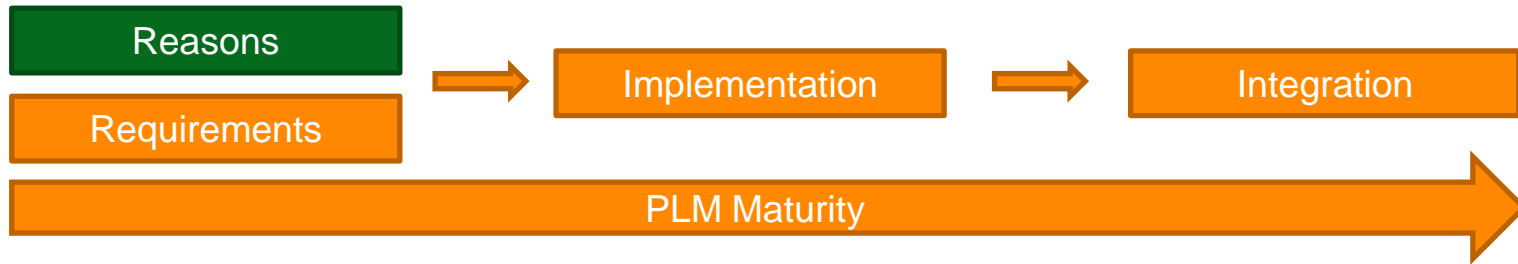 Reasons
Requirements
Implementation
Integration
PLM Maturity